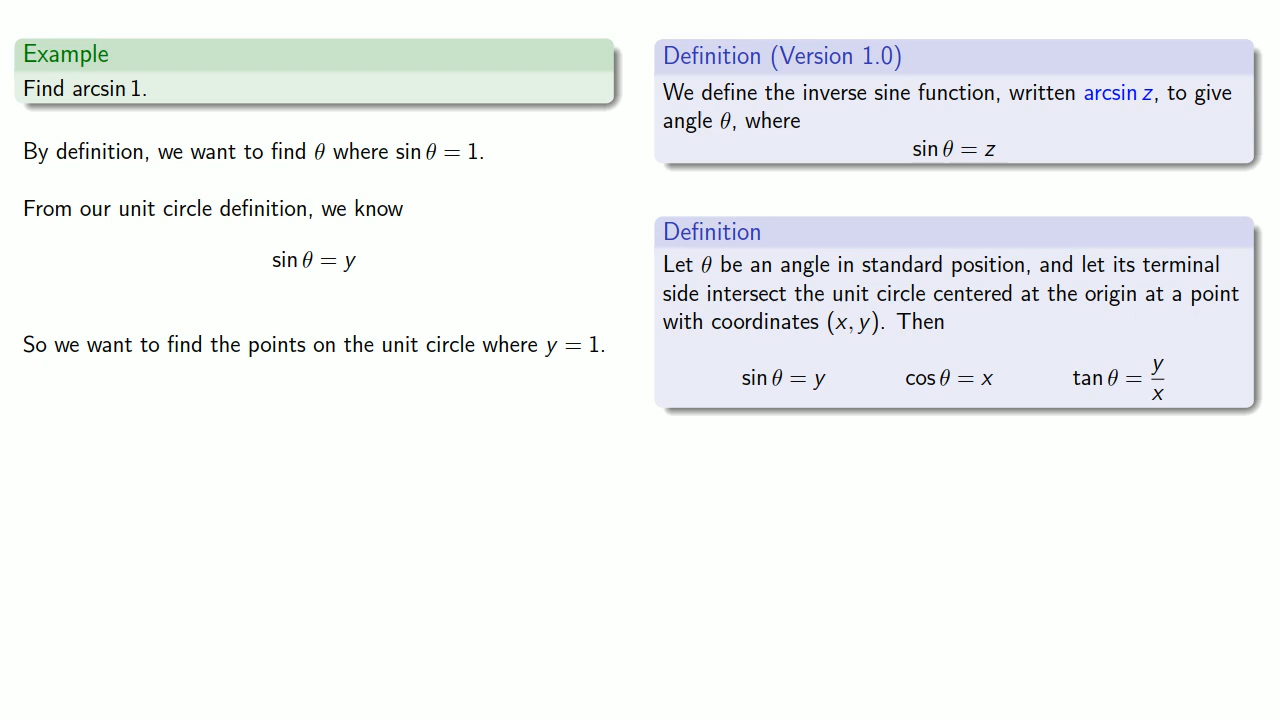 Example
Find arcsin 1.
By definition, we want to find θ where sin θ = 1.
From our unit circle definition, we know
sin θ = y
So we want to find the points on the unit circle where y = 1.
Definition (Version 1.0)
We define the inverse sine function, written arcsin z, to give
angle θ, where
sin θ = z
Definition
Let θ be an angle in standard position, and let its terminal
side intersect the unit circle centered at the origin at a point
with coordinates (x, y). Then
sin θ = y cos θ = x tan θ = y/x